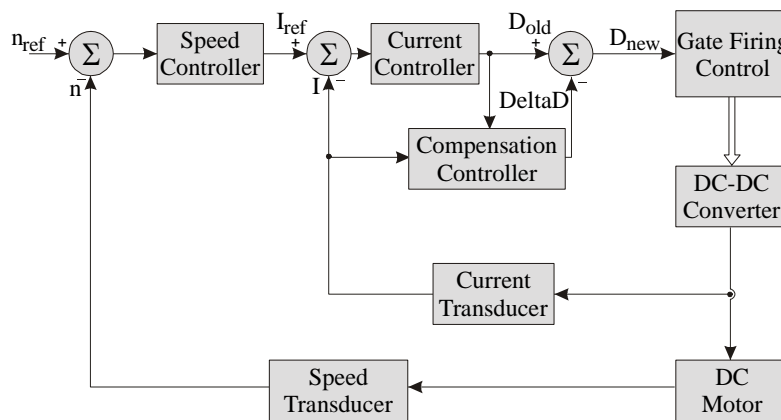 n_ref
+
Σ
n
−
Speed
Controller
I_ref
+
Σ
I
−
Current
Controller
D_old
+
Σ
−
D_new
DeltaD
Gate Firing
Control
Compensation
Controller
DC-DC
Converter
Current
Transducer
Speed
Transducer
DC
Motor